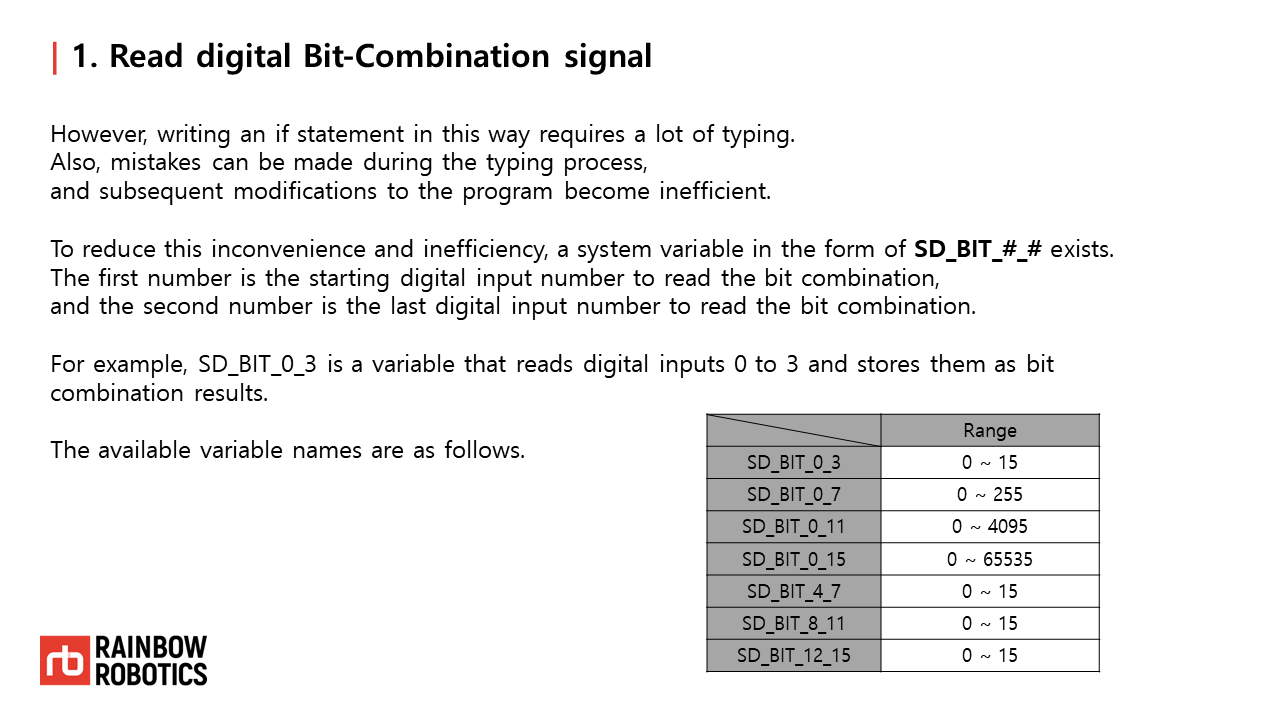 1. Read digital Bit-Combination signal
However, writing an if statement in this way requires a lot of typing.
Also, mistakes can be made during the typing process,
and subsequent modifications to the program become inefficient.
To reduce this inconvenience and inefficiency, a system variable in the form of SD_BIT_#_# exists.
The first number is the starting digital input number to read the bit combination,
and the second number is the last digital input number to read the bit combination.
For example, SD_BIT_0_3 is a variable that reads digital inputs 0 to 3 and stores them as bit
combination results.
The available variable names are as follows.
Range
SD_BIT_0_3 0 ~ 15
SD_BIT_0_7 0 ~ 255
SD_BIT_0_11 0 ~ 4095
SD_BIT_0_15 0 ~ 65535
SD_BIT_4_7 0 ~ 15
SD_BIT_8_11 0 ~ 15
SD_BIT_12_15 0 ~ 15
rb RAINBOW
ROBOTICS